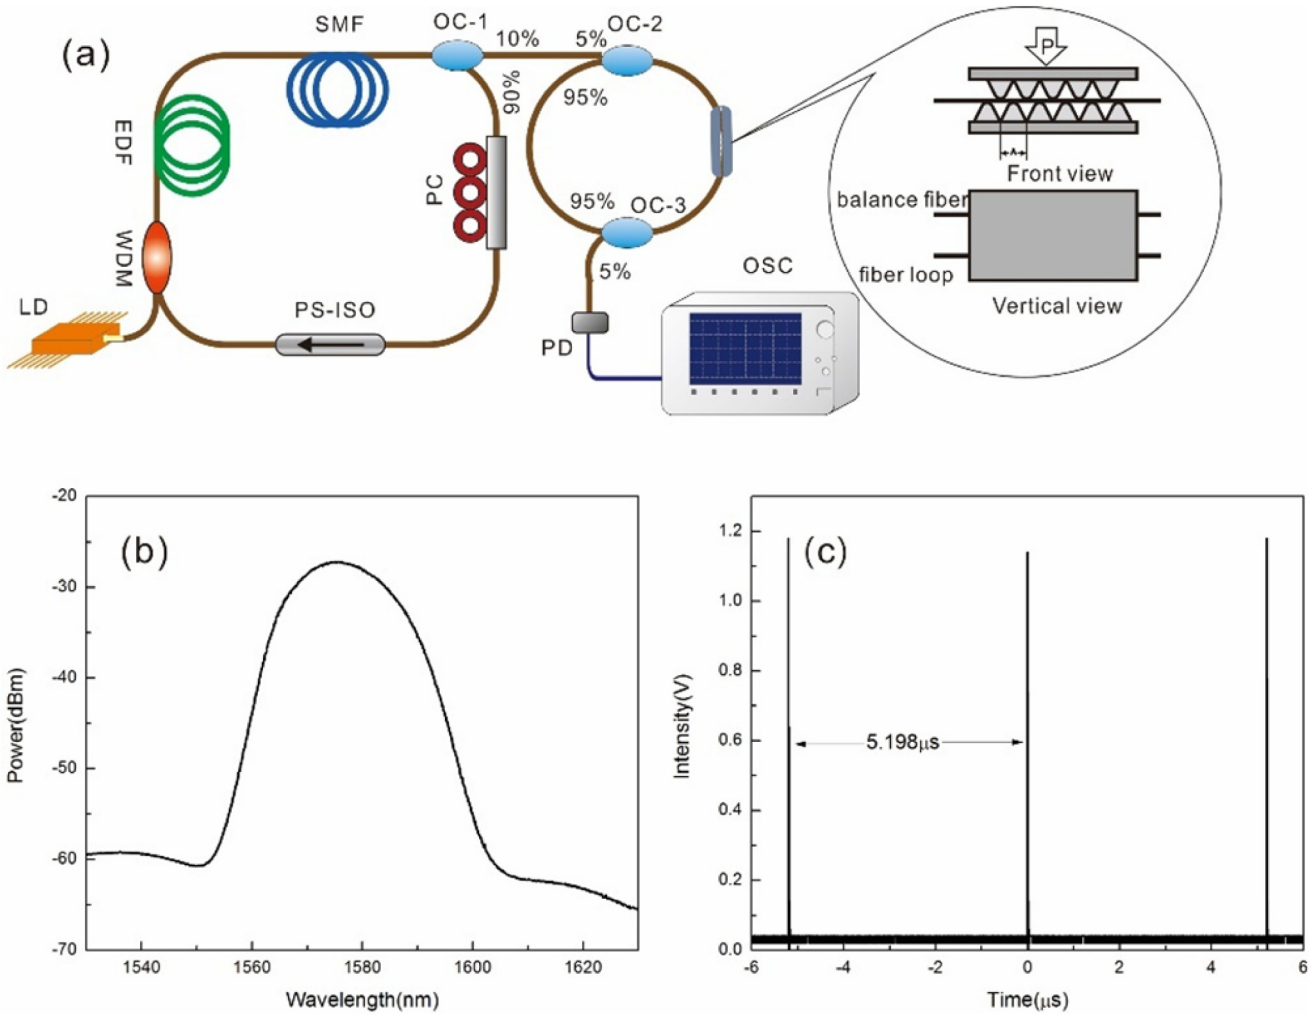 (a)
SMF
OC-1
10%
5%
OC-2
90%
95%
EDF
PC
WDM
95%
OC-3
5%
LD
PS-ISO
PD
OSC
P
Λ
Front view
balance fiber
fiber loop
Vertical view
(b)
Power(dBm)
-20
-30
-40
-50
-60
-70
1540
1560
1580
1600
1620
Wavelength(nm)
(c)
Intensity(V)
1.2
1.0
0.8
0.6
0.4
0.2
0.0
5.198μs
-6
-4
-2
0
2
4
6
Time(μs)